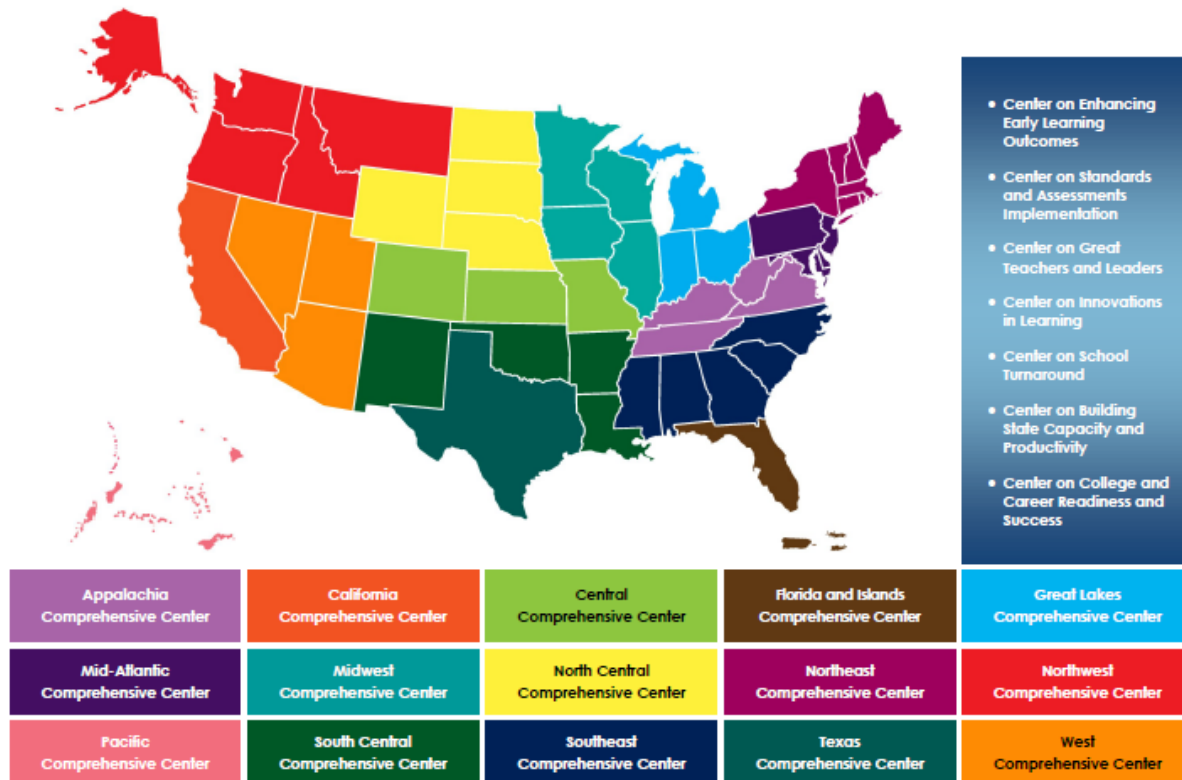 • Center on Enhancing
Early Learning
Outcomes
• Center on Standards
and Assessments
Implementation
• Center on Great
Teachers and Leaders
• Center on Innovations
in Learning
• Center on School
Turnaround
• Center on Building
State Capacity and
Productivity
• Center on College and
Career Readiness and
Success
Appalachia
Comprehensive Center
California
Comprehensive Center
Central
Comprehensive Center
Florida and Islands
Comprehensive Center
Great Lakes
Comprehensive Center
Mid-Atlantic
Comprehensive Center
Midwest
Comprehensive Center
North Central
Comprehensive Center
Northeast
Comprehensive Center
Northwest
Comprehensive Center
Pacific
Comprehensive Center
South Central
Comprehensive Center
Southeast
Comprehensive Center
Texas
Comprehensive Center
West
Comprehensive Center